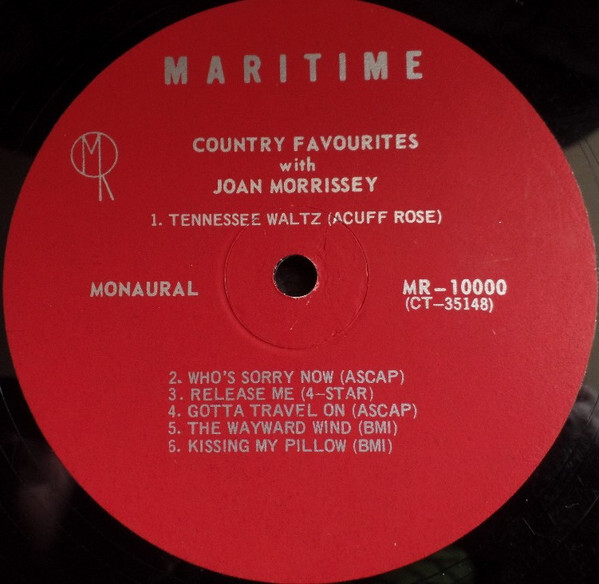 MARITIME
MR
COUNTRY FAVOURITES
with
JOAN MORRISSEY
1. TENNESSEE WALTZ (ACUFF ROSE)
MONAURAL
MR-10000
(CT-35148)
2. WHO'S SORRY NOW (ASCAP)
3. RELEASE ME (4-STAR)
4. GOTTA TRAVEL ON (ASCAP)
5. THE WAYWARD WIND (BMI)
6. KISSING MY PILLOW (BMI)